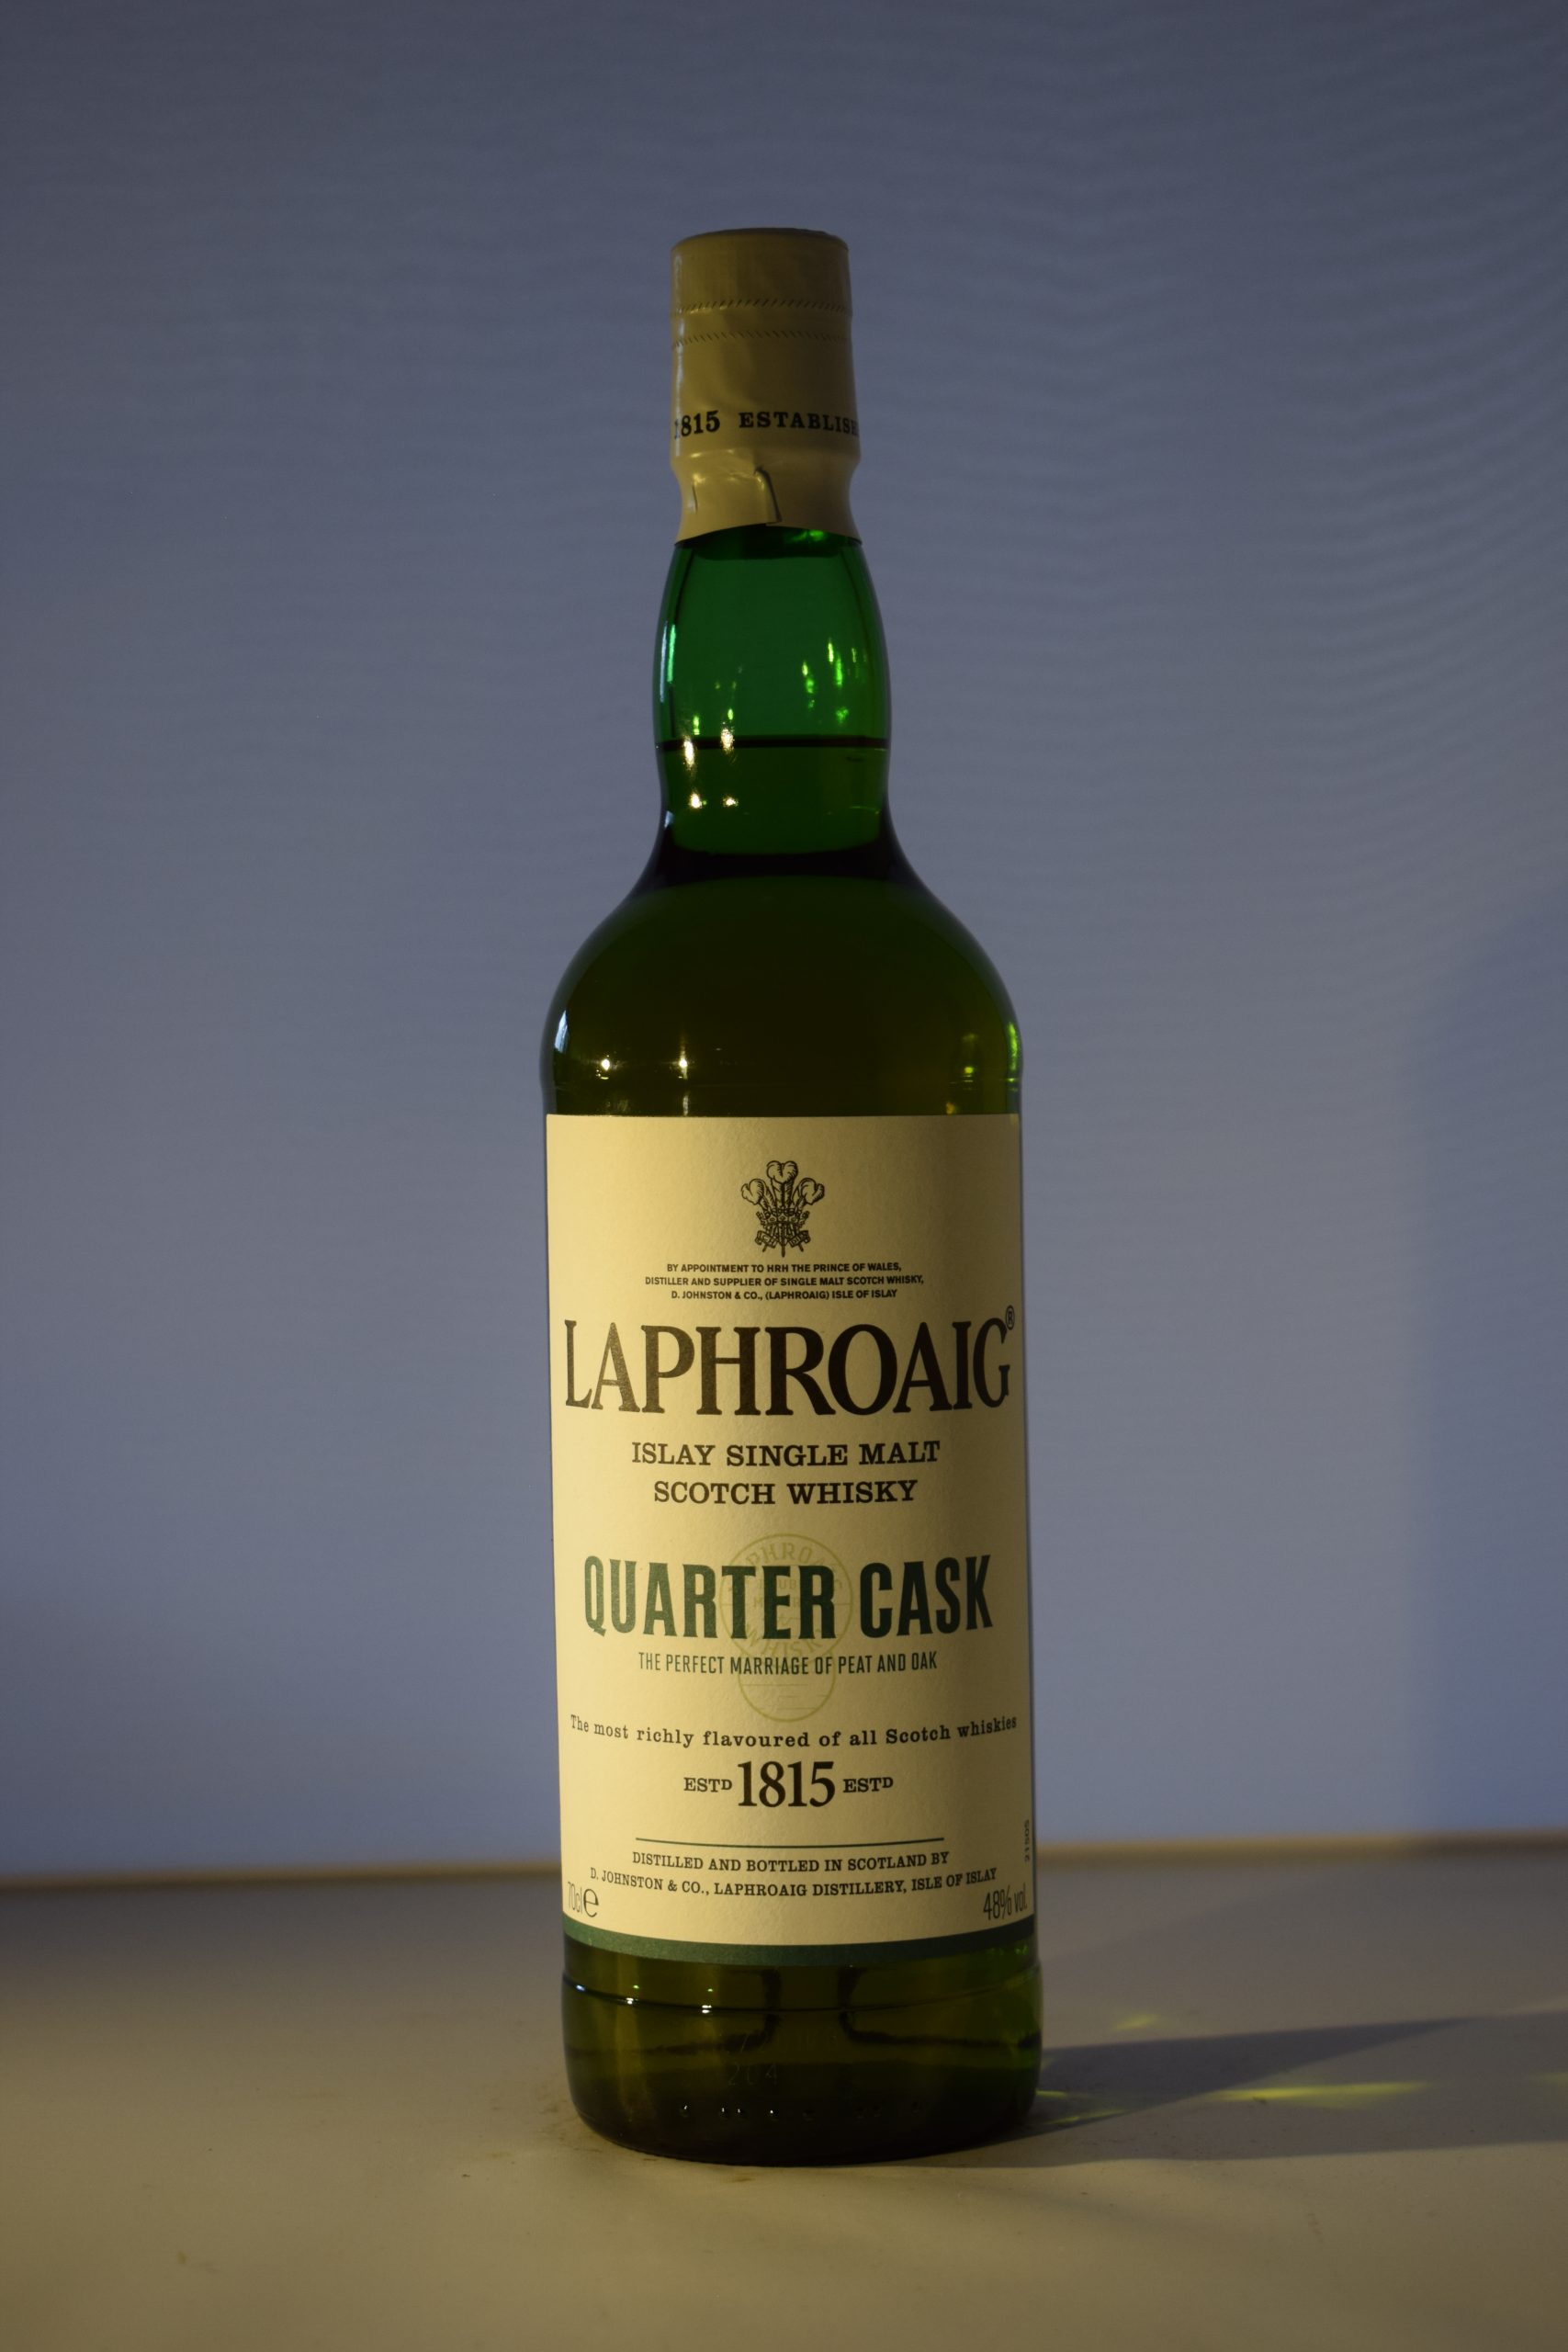 1815 ESTABLISH
BY APPOINTMENT TO HRH THE PRINCE OF WALES,
DISTILLER AND SUPPLIER OF SINGLE MALT SCOTCH WHISKY,
D. JOHNSTON & CO., (LAPHROAIG) ISLE OF ISLAY
LAPHROAIG®
ISLAY SINGLE MALT
SCOTCH WHISKY
QUARTER CASK
THE PERFECT MARRIAGE OF PEAT AND OAK
The most richly flavoured of all Scotch whiskies
ESTD 1815 ESTD
DISTILLED AND BOTTLED IN SCOTLAND BY
D. JOHNSTON & CO., LAPHROAIG DISTILLERY, ISLE OF ISLAY
70cl e 48% vol.